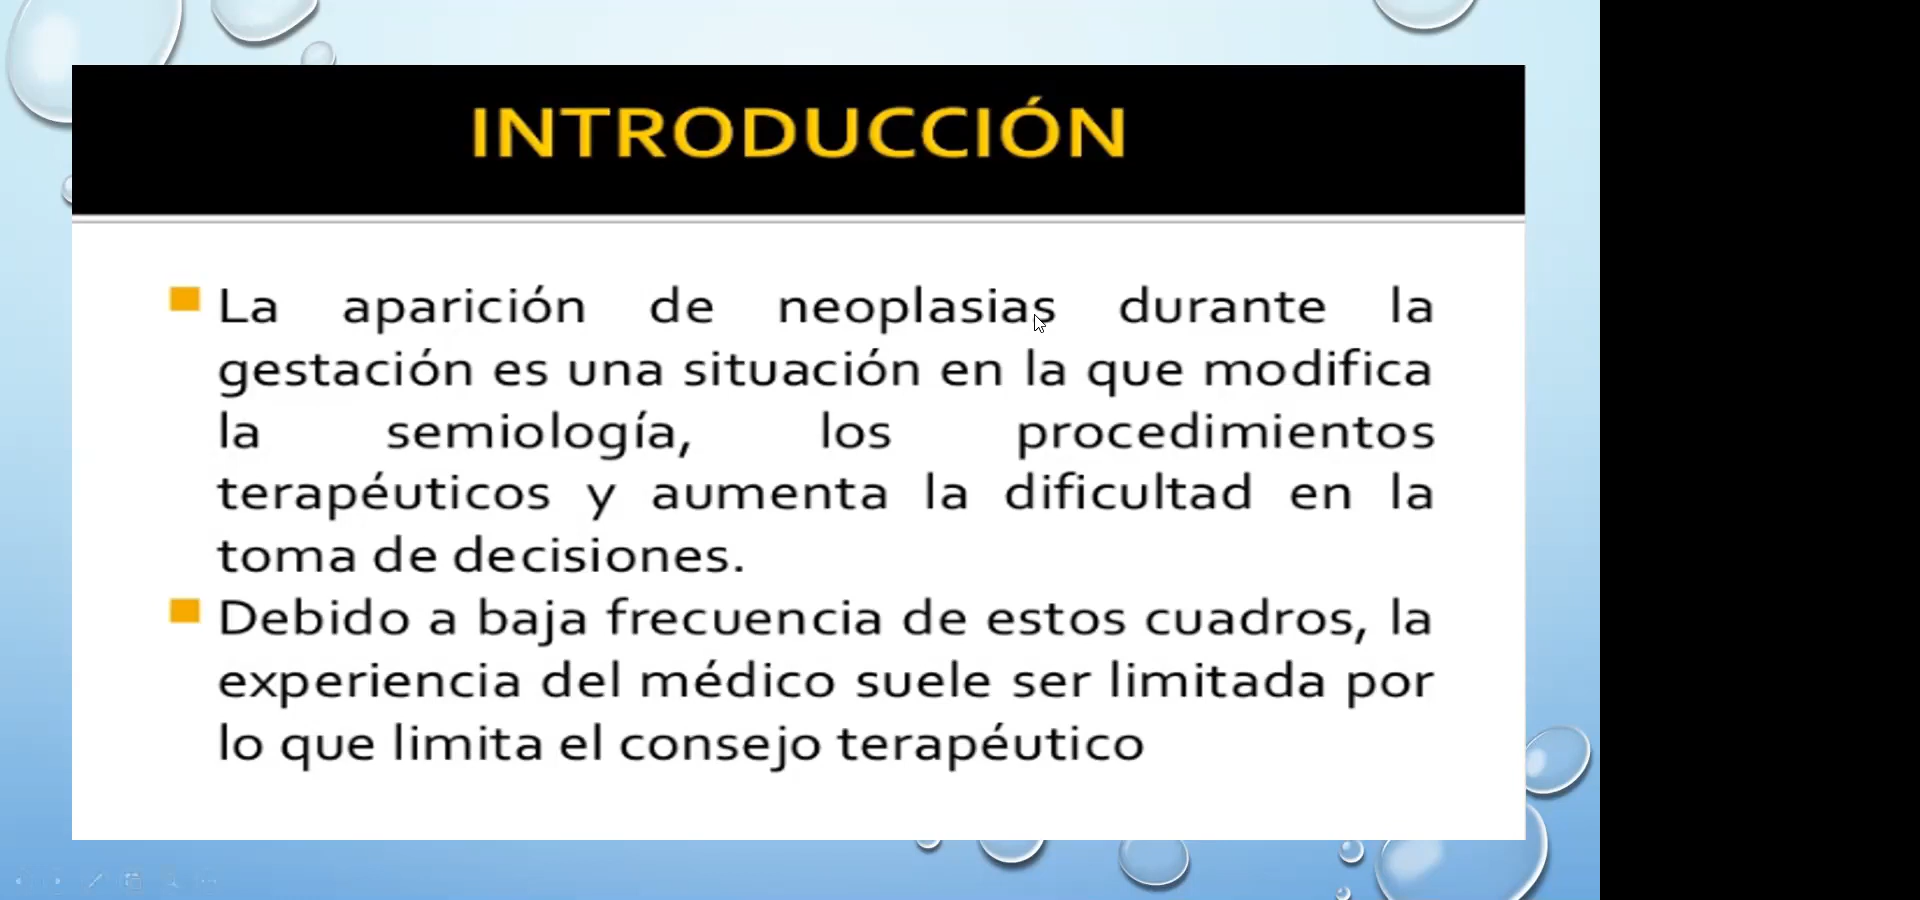 INTRODUCCIÓN
La aparición de neoplasias durante la
gestación es una situación en la que modifica
la semiología, los procedimientos
terapéuticos y aumenta la dificultad en la
toma de decisiones.
Debido a baja frecuencia de estos cuadros, la
experiencia del médico suele ser limitada por
lo que limita el consejo terapéutico